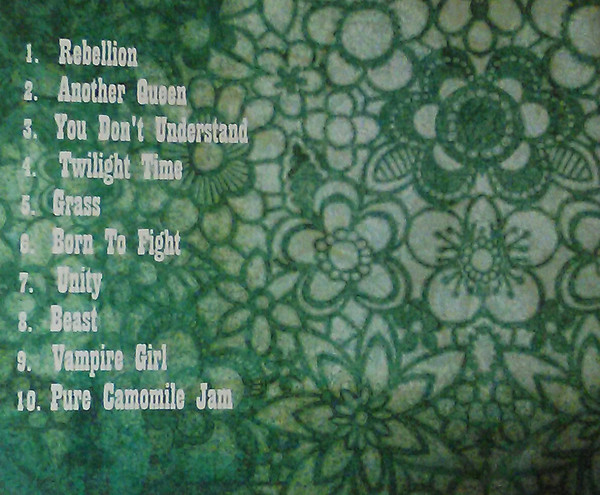 1. Rebellion
2. Another Queen
3. You Don't Understand
4. Twilight Time
5. Grass
6. Born To Fight
7. Unity
8. Beast
9. Vampire Girl
10. Pure Camomile Jam